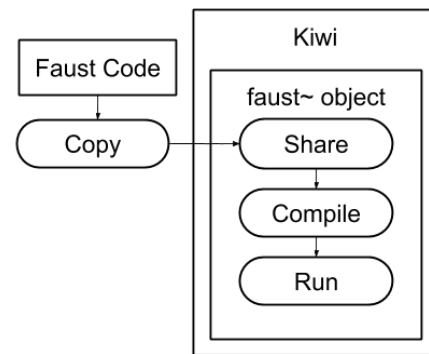 Kiwi
Faust Code
faust~ object
Copy
Share
Compile
Run